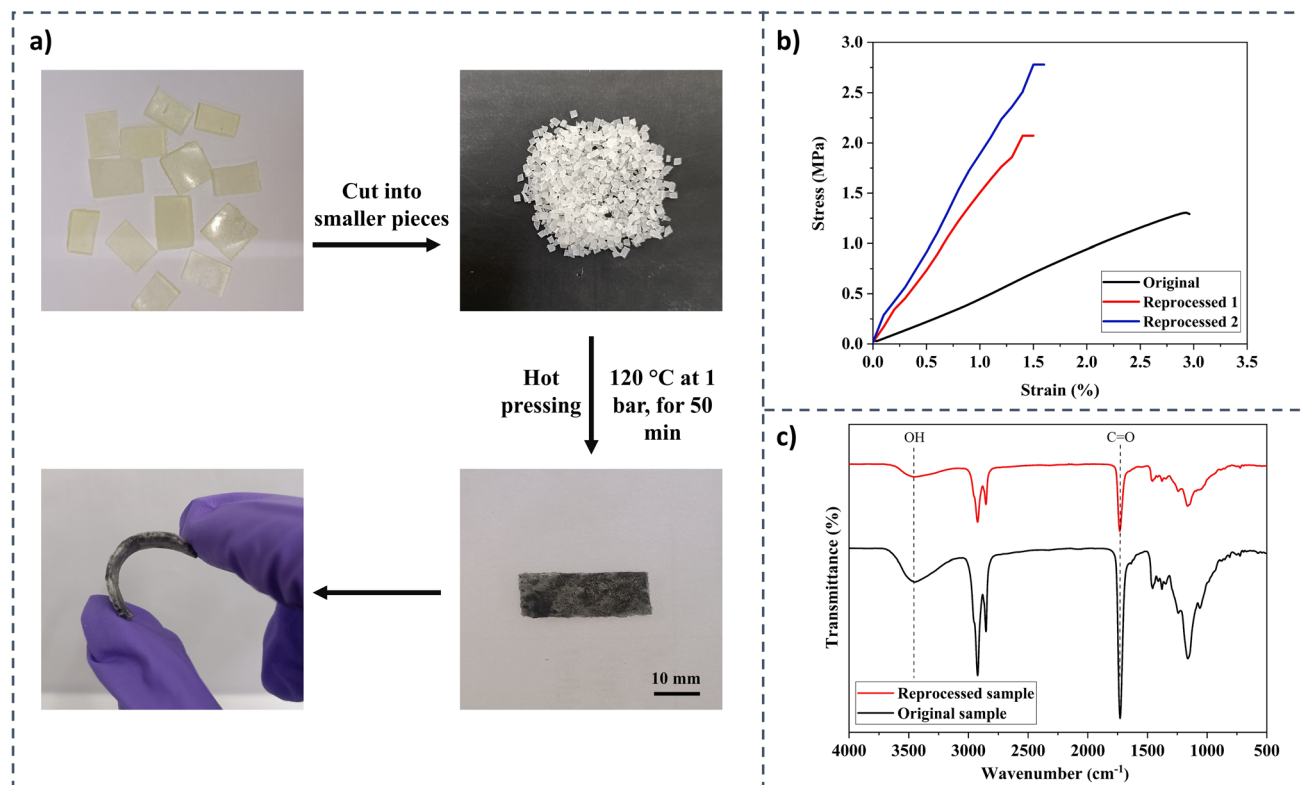 a)
Cut into
smaller pieces
Hot
pressing
120 °C at 1
bar, for 50
min
10 mm
b)
Stress (MPa)
3.0
2.5
2.0
1.5
1.0
0.5
0.0
0.0 0.5 1.0 1.5 2.0 2.5 3.0 3.5
Strain (%)
Original
Reprocessed 1
Reprocessed 2
c)
OH
C=O
Transmittance (%)
Reprocessed sample
Original sample
4000 3500 3000 2500 2000 1500 1000 500
Wavenumber (cm⁻¹)